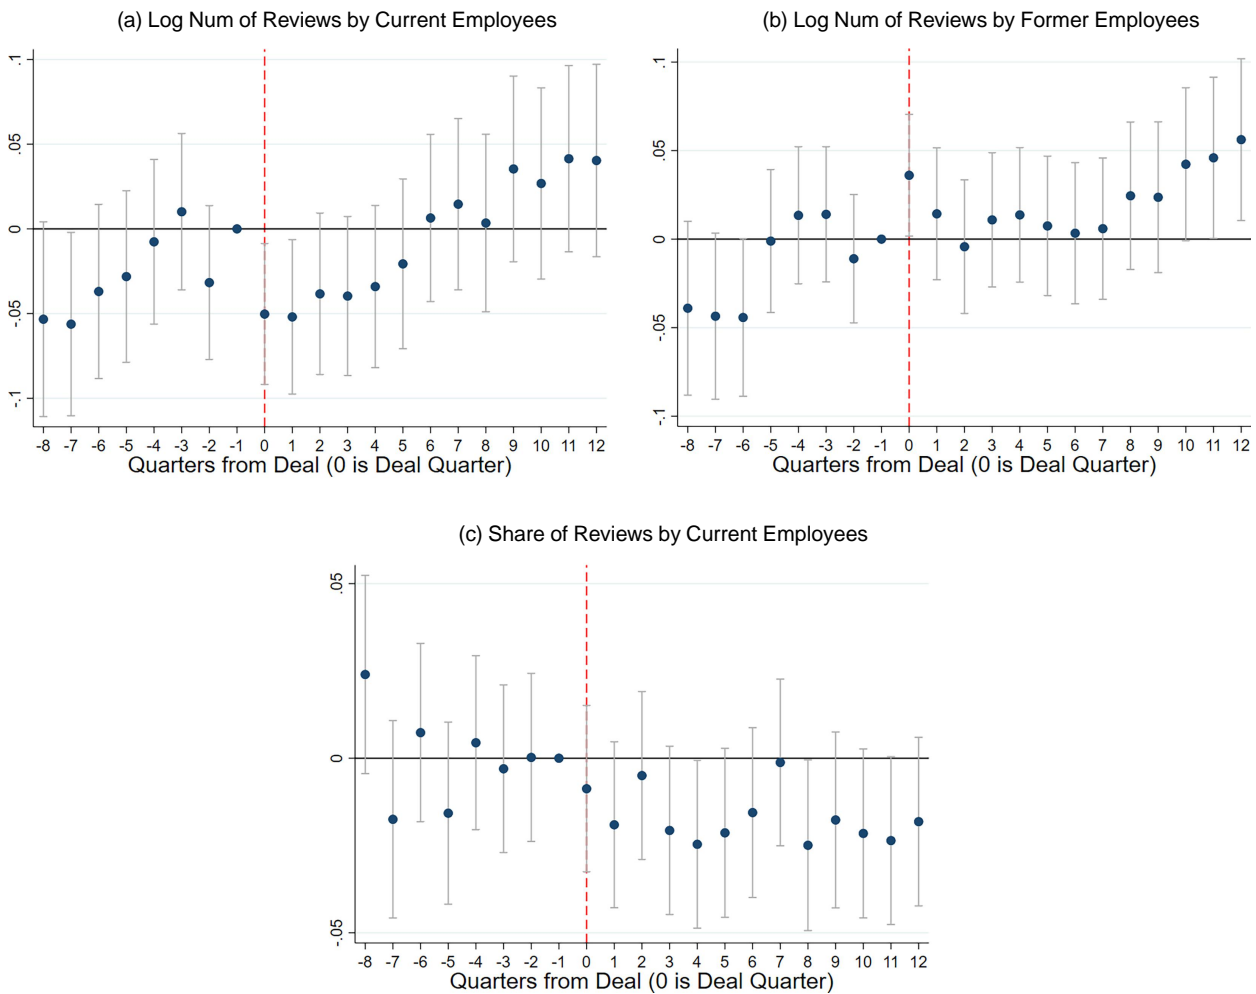 (a) Log Num of Reviews by Current Employees
.1
.05
0
-.05
-.1
-8 -7 -6 -5 -4 -3 -2 -1 0 1 2 3 4 5 6 7 8 9 10 11 12
Quarters from Deal (0 is Deal Quarter)
(b) Log Num of Reviews by Former Employees
.1
.05
0
-.05
-.1
-8 -7 -6 -5 -4 -3 -2 -1 0 1 2 3 4 5 6 7 8 9 10 11 12
Quarters from Deal (0 is Deal Quarter)
(c) Share of Reviews by Current Employees
.05
0
-.05
-8 -7 -6 -5 -4 -3 -2 -1 0 1 2 3 4 5 6 7 8 9 10 11 12
Quarters from Deal (0 is Deal Quarter)